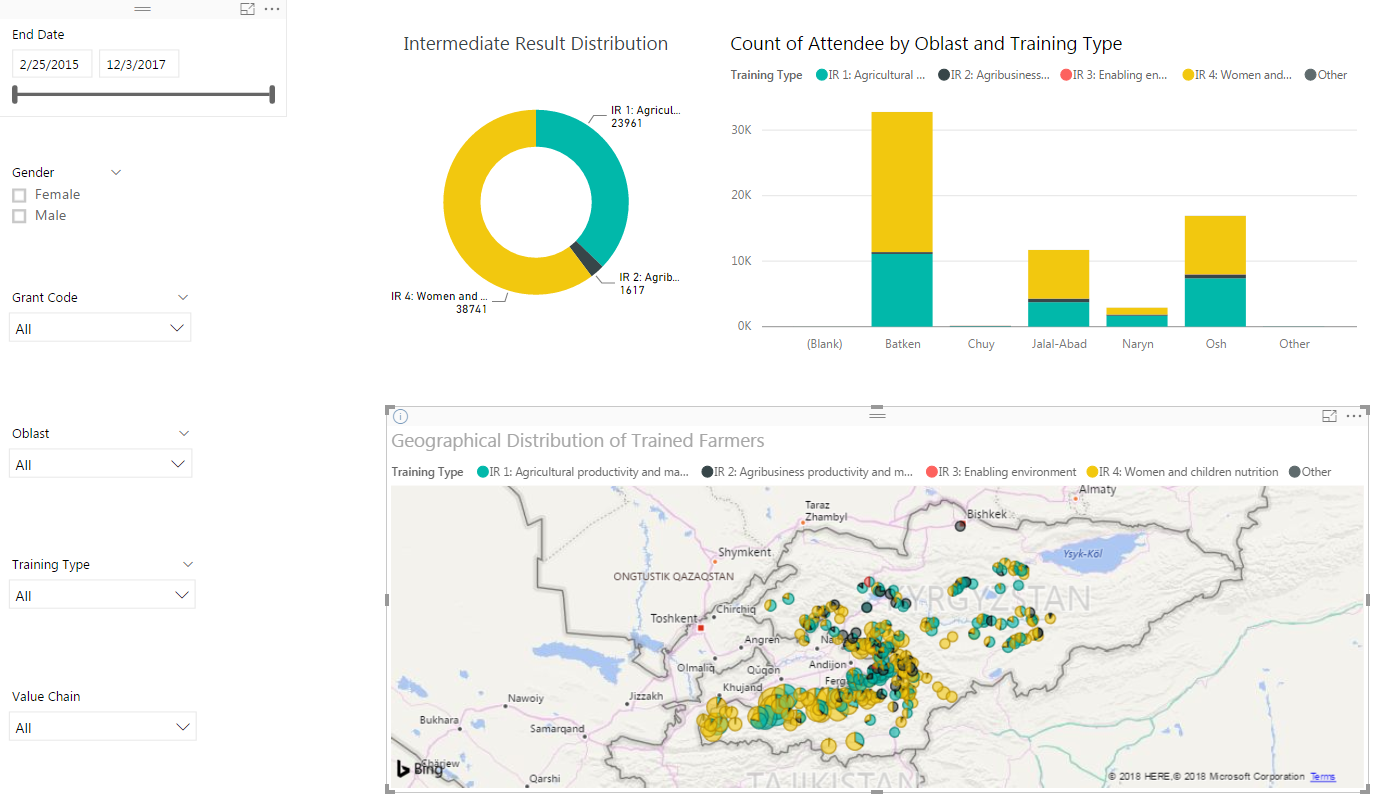 End Date
2/25/2015 12/3/2017
Gender
Female
Male
Grant Code
All
Oblast
All
Training Type
All
Value Chain
All
Intermediate Result Distribution
IR 1: Agricul...
23961
IR 2: Agrib...
1617
IR 4: Women and ...
38741
Count of Attendee by Oblast and Training Type
Training Type IR 1: Agricultural ... IR 2: Agribusiness... IR 3: Enabling en... IR 4: Women and... Other
30K
20K
10K
0K
(Blank) Batken Chuy Jalal-Abad Naryn Osh Other
Geographical Distribution of Trained Farmers
Training Type IR 1: Agricultural productivity and ma... IR 2: Agribusiness productivity and m... IR 3: Enabling environment IR 4: Women and children nutrition Other
Almaty
Taraz
Zhambyl
Bishkek
Shymkent
Ysyk-Köl
ONGTUSTIK QAZAQSTAN
KYRGYZSTAN
Chirchiq
Toshkent
Angren
Olmaliq
Qŭqon
Andijon
Khujand
Jizzakh
Nawoiy
Bukhara
Samarqand
Qarshi
TAJIKISTAN
Bing
© 2018 HERE, © 2018 Microsoft Corporation Terms